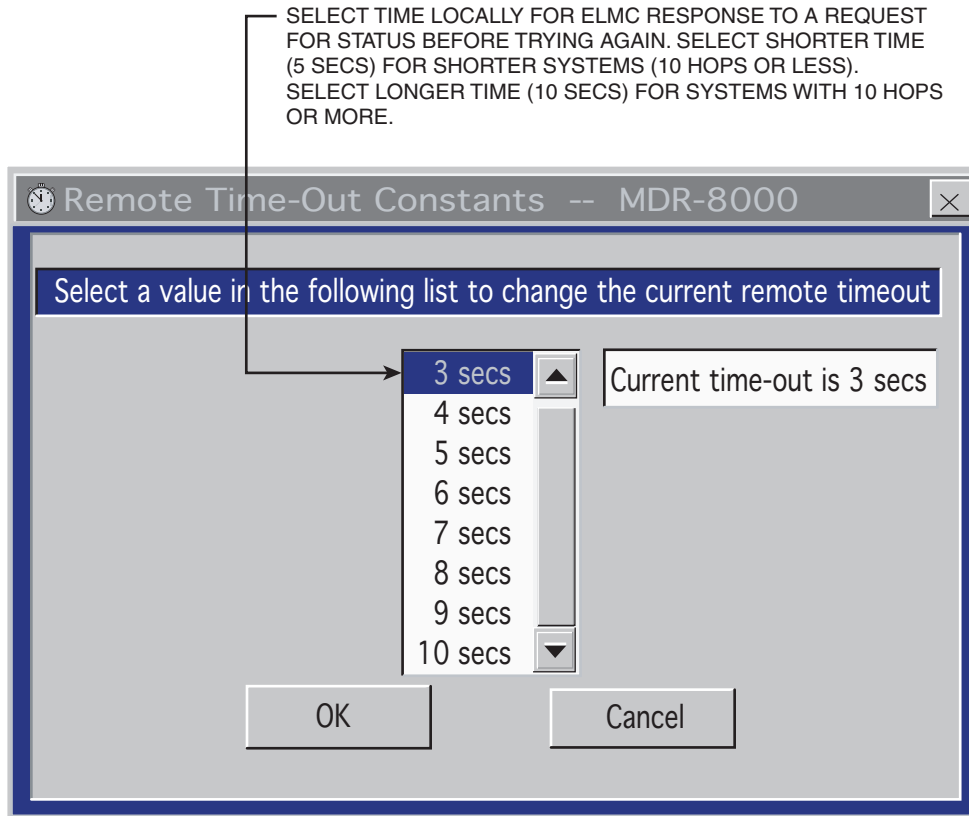 SELECT TIME LOCALLY FOR ELMC RESPONSE TO A REQUEST
FOR STATUS BEFORE TRYING AGAIN. SELECT SHORTER TIME
(5 SECS) FOR SHORTER SYSTEMS (10 HOPS OR LESS).
SELECT LONGER TIME (10 SECS) FOR SYSTEMS WITH 10 HOPS
OR MORE.
Remote Time-Out Constants -- MDR-8000
Select a value in the following list to change the current remote timeout
3 secs
4 secs
5 secs
6 secs
7 secs
8 secs
9 secs
10 secs
Current time-out is 3 secs
OK
Cancel